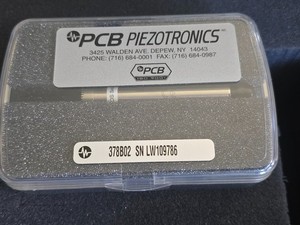 PCB PIEZOTRONICS™
3425 WALDEN AVE. DEPEW, NY 14043
PHONE: (716) 684-0001 FAX: (716) 684-0987
PCB
378B02 SN LW109786